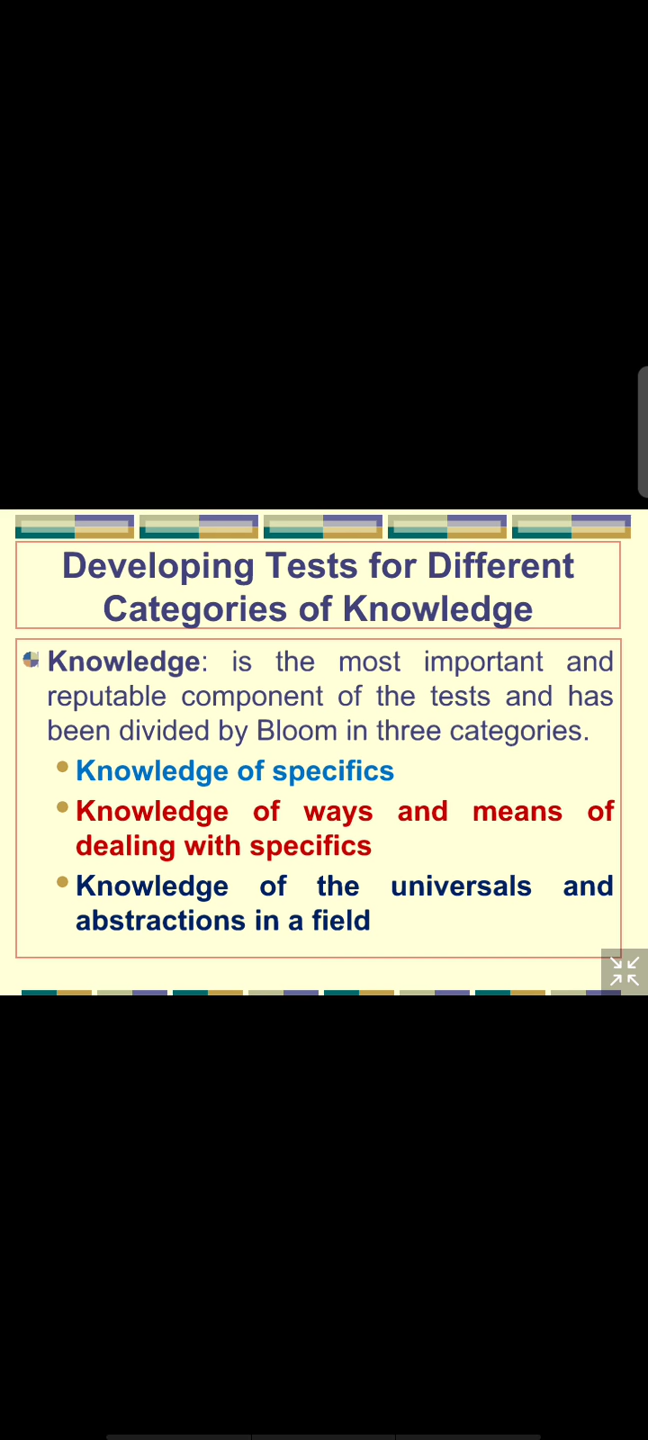 Developing Tests for Different
Categories of Knowledge
Knowledge: is the most important and
reputable component of the tests and has
been divided by Bloom in three categories.
Knowledge of specifics
Knowledge of ways and means of
dealing with specifics
Knowledge of the universals and
abstractions in a field